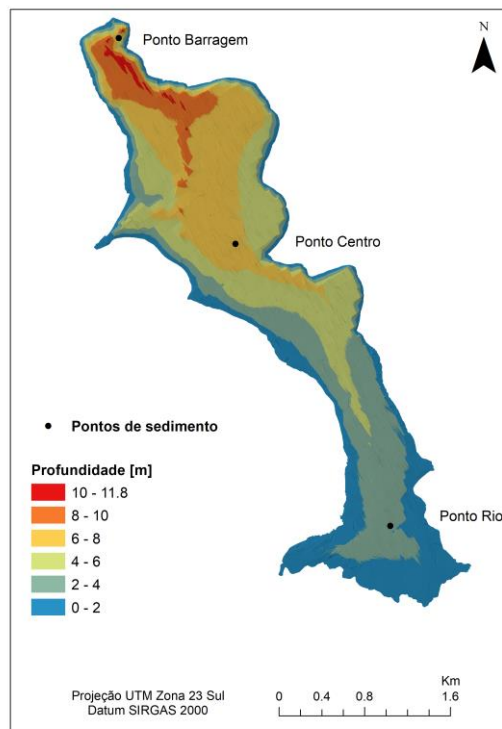 N
Ponto Barragem
Ponto Centro
Pontos de sedimento
Profundidade [m]
10 - 11.8
8 - 10
6 - 8
4 - 6
2 - 4
0 - 2
Ponto Rio
Projeção UTM Zona 23 Sul
Datum SIRGAS 2000
Km
0 0.4 0.8 1.6